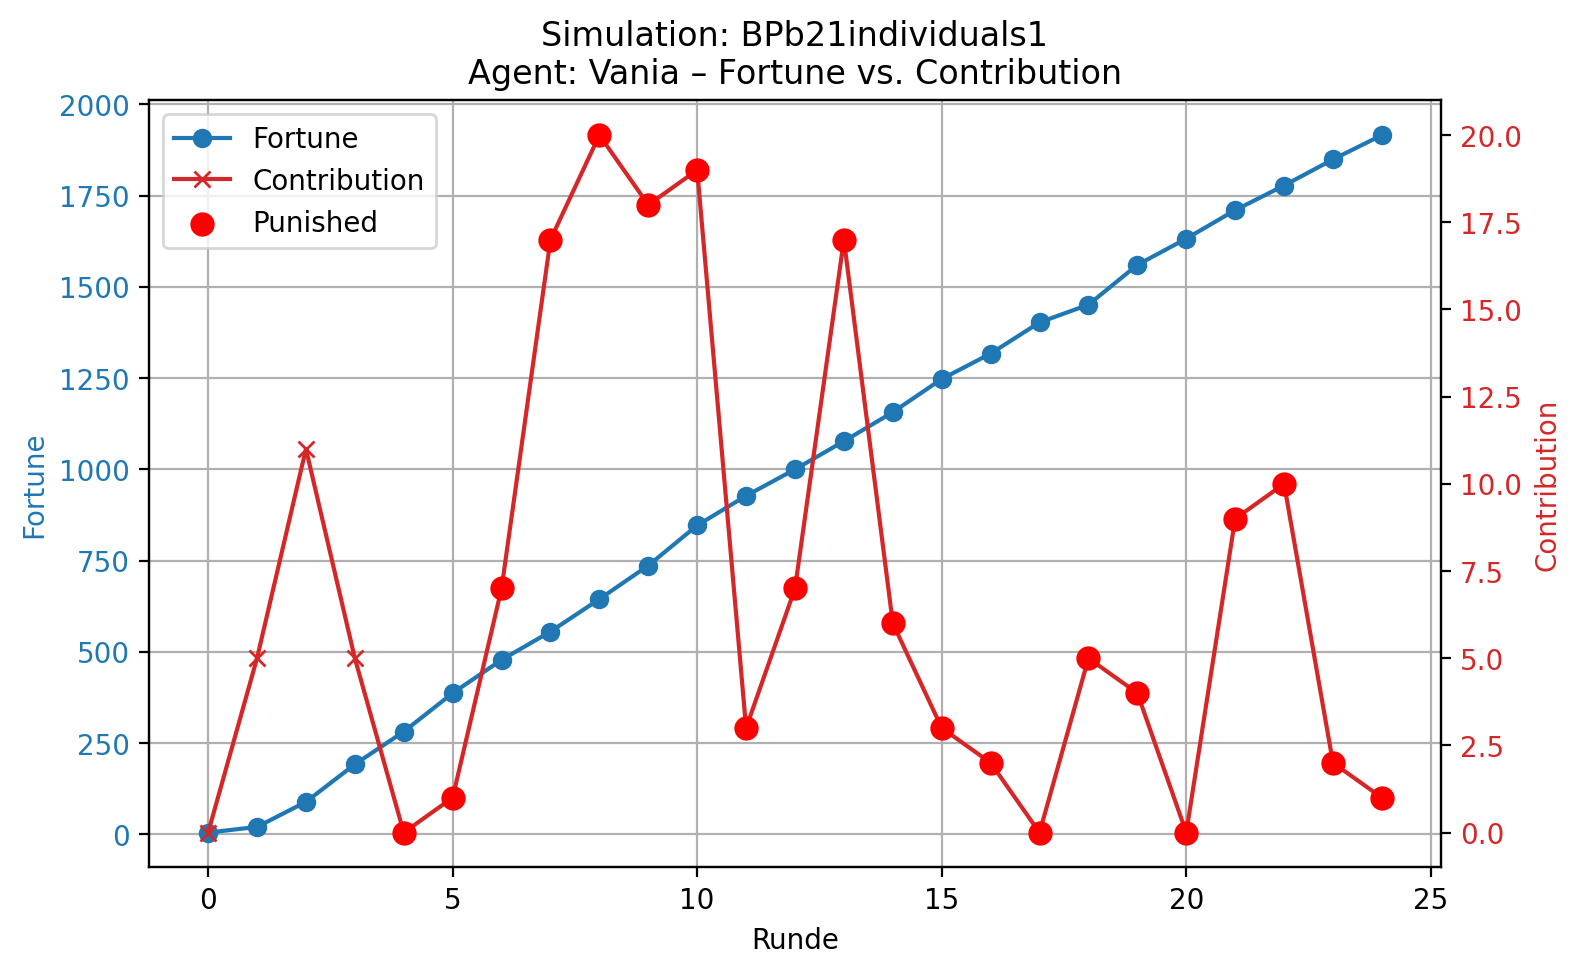 Simulation: BPb21individuals1
Agent: Vania – Fortune vs. Contribution
Fortune
Contribution
Punished
2000
1750
1500
1250
1000
750
500
250
0
Fortune
20.0
17.5
15.0
12.5
10.0
7.5
5.0
2.5
0.0
Contribution
0 5 10 15 20 25
Runde